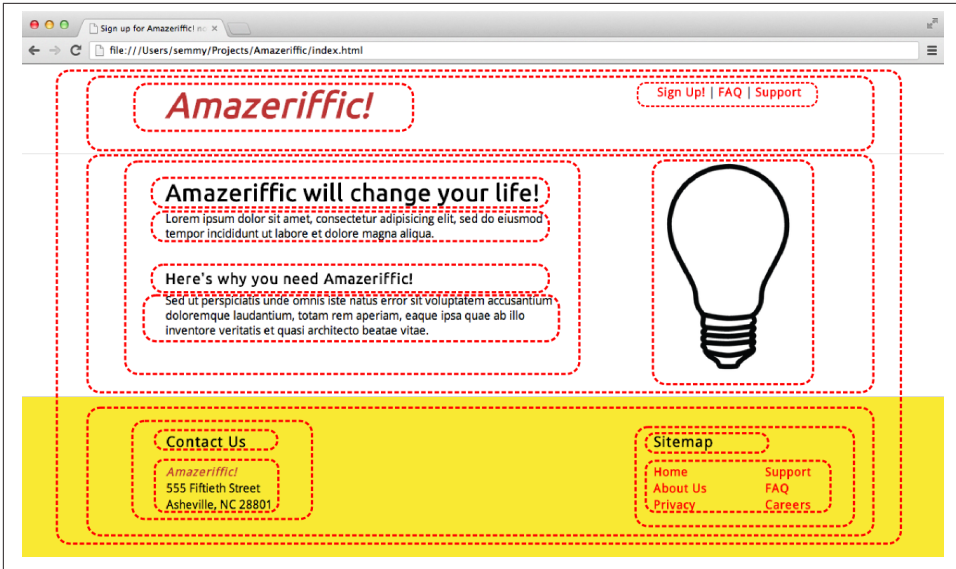 Sign up for Amazeriffic! no
file:///Users/semmy/Projects/Amazeriffic/index.html
Amazeriffic!
Sign Up! | FAQ | Support
Amazeriffic will change your life!
Lorem ipsum dolor sit amet, consectetur adipisicing elit, sed do eiusmod
tempor incididunt ut labore et dolore magna aliqua.
Here's why you need Amazeriffic!
Sed ut perspiciatis unde omnis iste natus error sit voluptatem accusantium
doloremque laudantium, totam rem aperiam, eaque ipsa quae ab illo
inventore veritatis et quasi architecto beatae vitae.
Contact Us
Amazeriffic!
555 Fiftieth Street
Asheville, NC 28801
Sitemap
Home Support
About Us FAQ
Privacy Careers